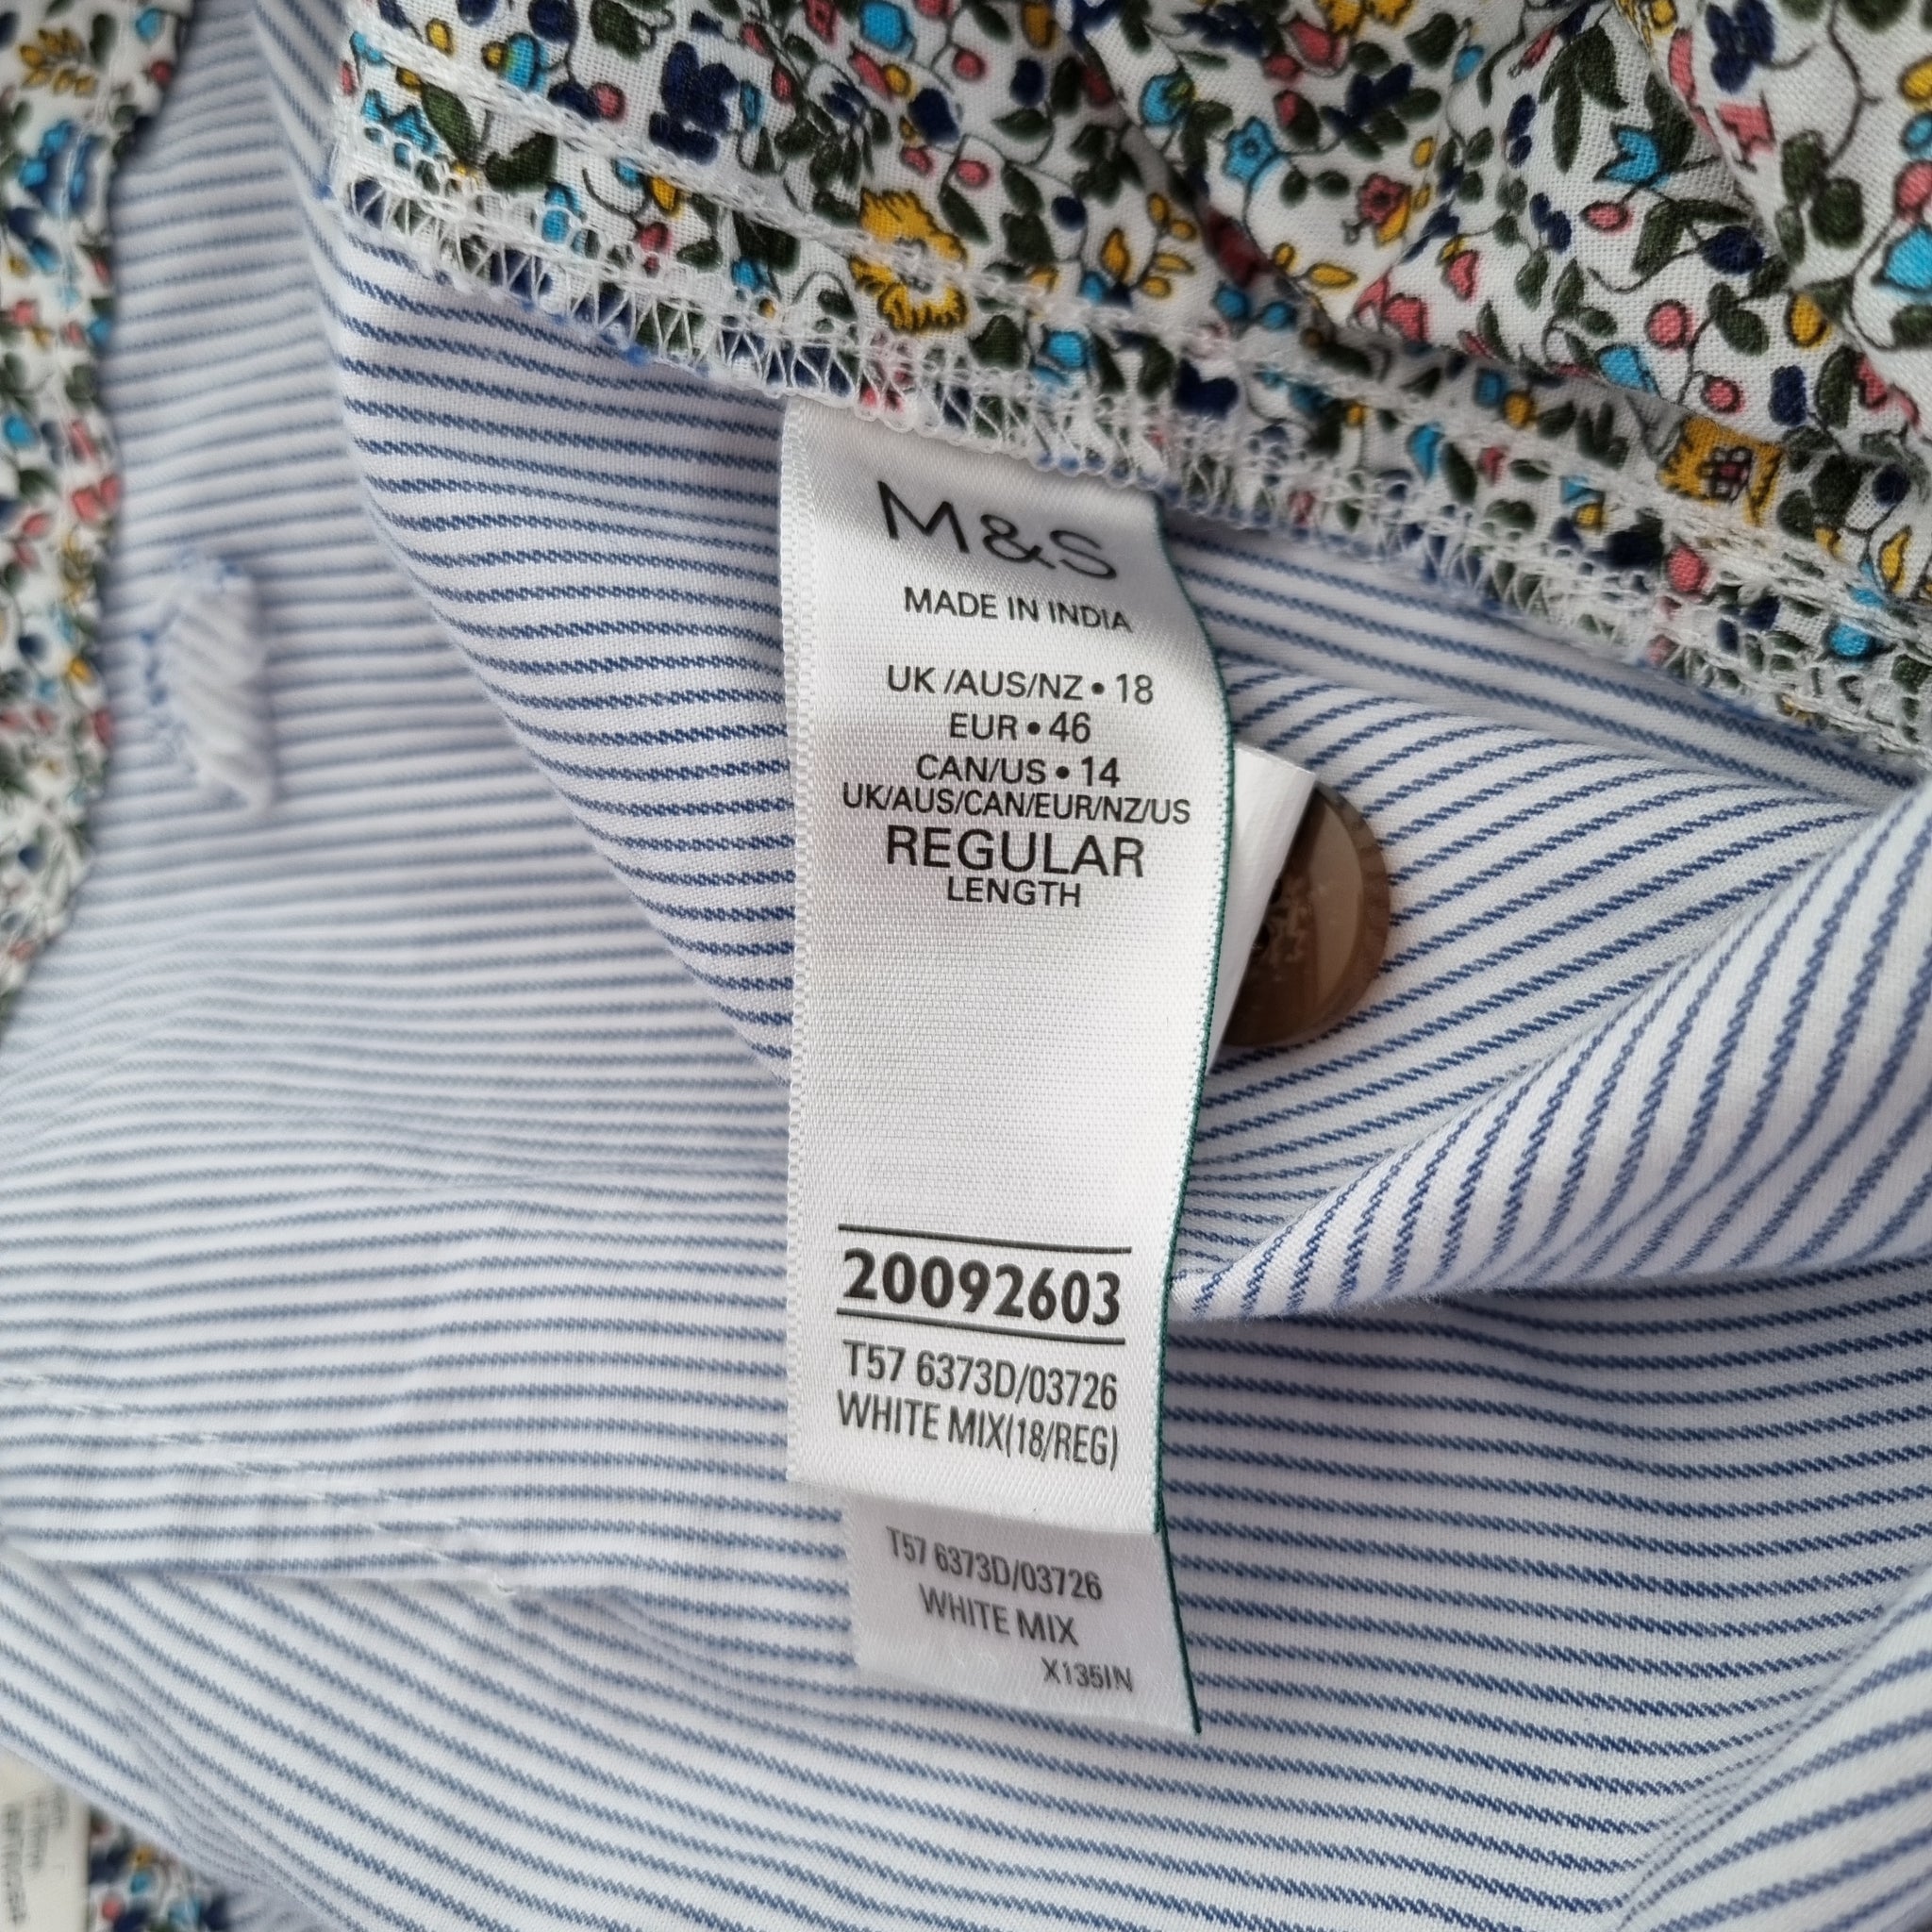 M&S
MADE IN INDIA
UK /AUS/NZ • 18
EUR • 46
CAN/US • 14
UK/AUS/CAN/EUR/NZ/US
REGULAR
LENGTH
20092603
T57 6373D/03726
WHITE MIX(18/REG)
T57 6373D/03726
WHITE MIX
X135IN